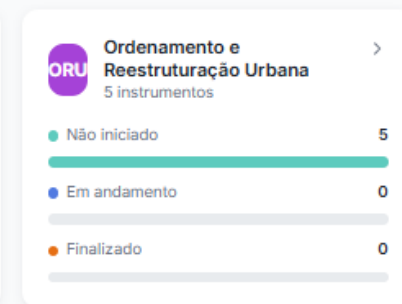 ORU
Ordenamento e
Reestruturação Urbana
5 instrumentos
Não iniciado 5
Em andamento 0
Finalizado 0